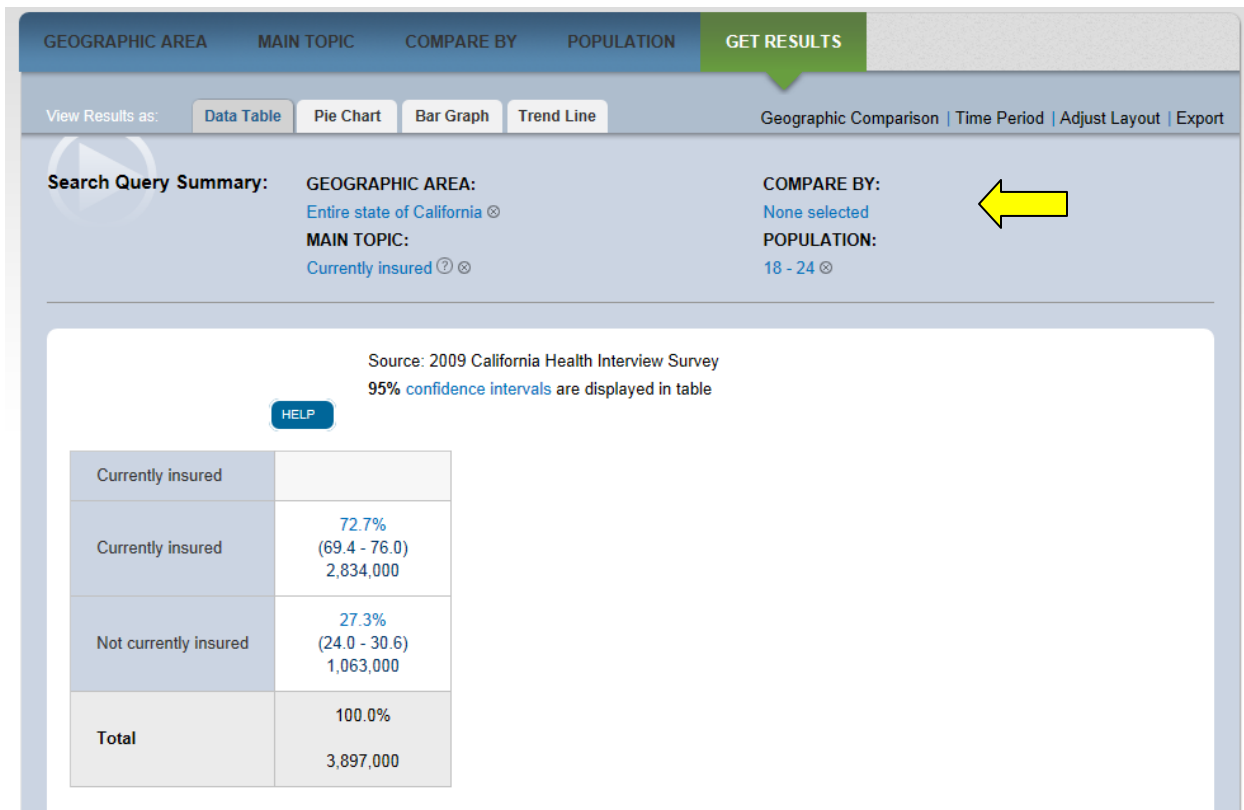 GEOGRAPHIC AREA MAIN TOPIC COMPARE BY POPULATION GET RESULTS
View Results as: Data Table Pie Chart Bar Graph Trend Line Geographic Comparison | Time Period | Adjust Layout | Export
Search Query Summary: GEOGRAPHIC AREA: COMPARE BY:
Entire state of California None selected
MAIN TOPIC: POPULATION:
Currently insured ? 18 - 24
Source: 2009 California Health Interview Survey
95% confidence intervals are displayed in table
HELP
Currently insured
Currently insured 72.7%
(69.4 - 76.0)
2,834,000
Not currently insured 27.3%
(24.0 - 30.6)
1,063,000
Total 100.0%
3,897,000